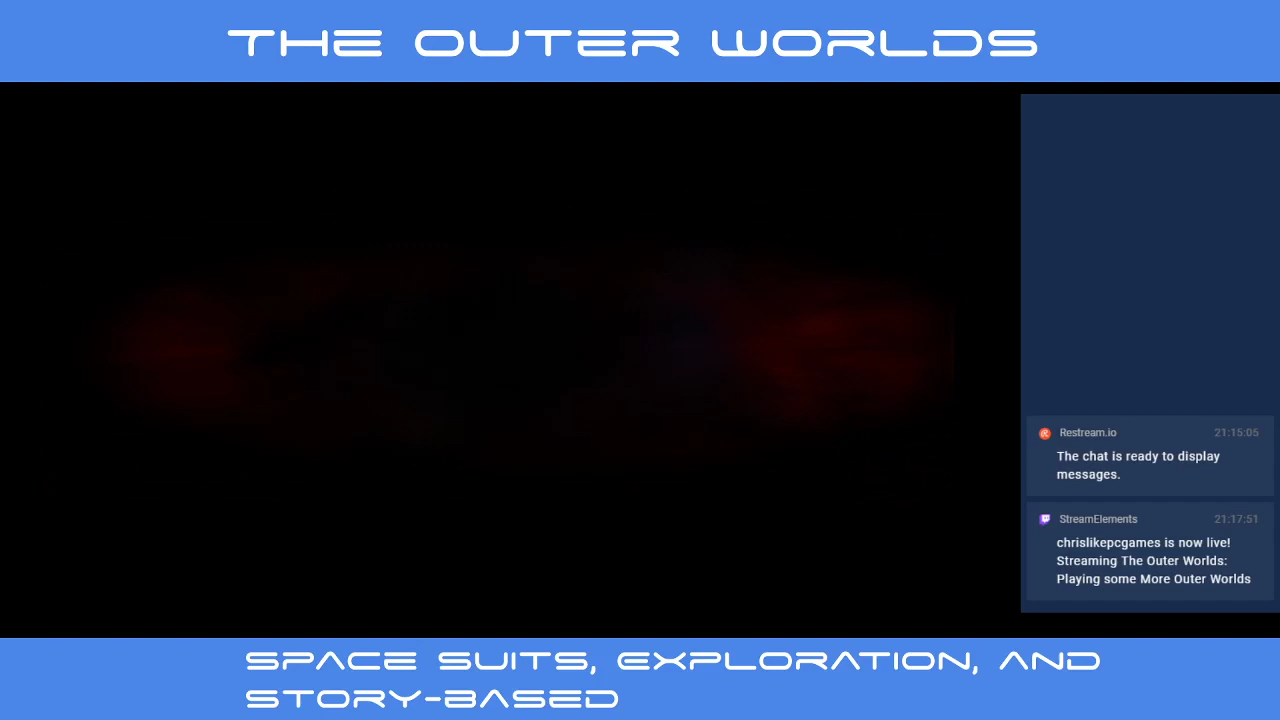 THE OUTER WORLDS
Restream.io 21:15:05
The chat is ready to display
messages.
StreamElements 21:17:51
chrislikepcgames is now live!
Streaming The Outer Worlds:
Playing some More Outer Worlds
SPACE SUITS, EXPLORATION, AND
STORY-BASED